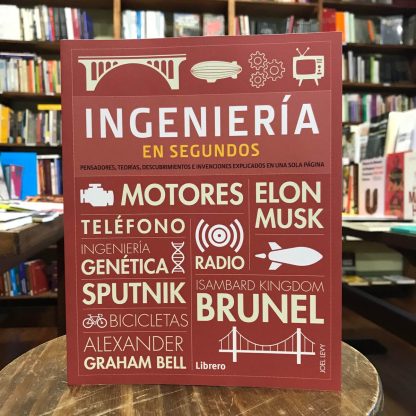 INGENIERÍA
EN SEGUNDOS
PENSADORES, TEORÍAS, DESCUBRIMIENTOS E INVENCIONES EXPLICADOS EN UNA SOLA PÁGINA
MOTORES
ELON
MUSK
TELÉFONO
INGENIERÍA
GENÉTICA
RADIO
SPUTNIK
ISAMBARD KINGDOM
BRUNEL
BICICLETAS
ALEXANDER
GRAHAM BELL
Librero
JOEL LEVY